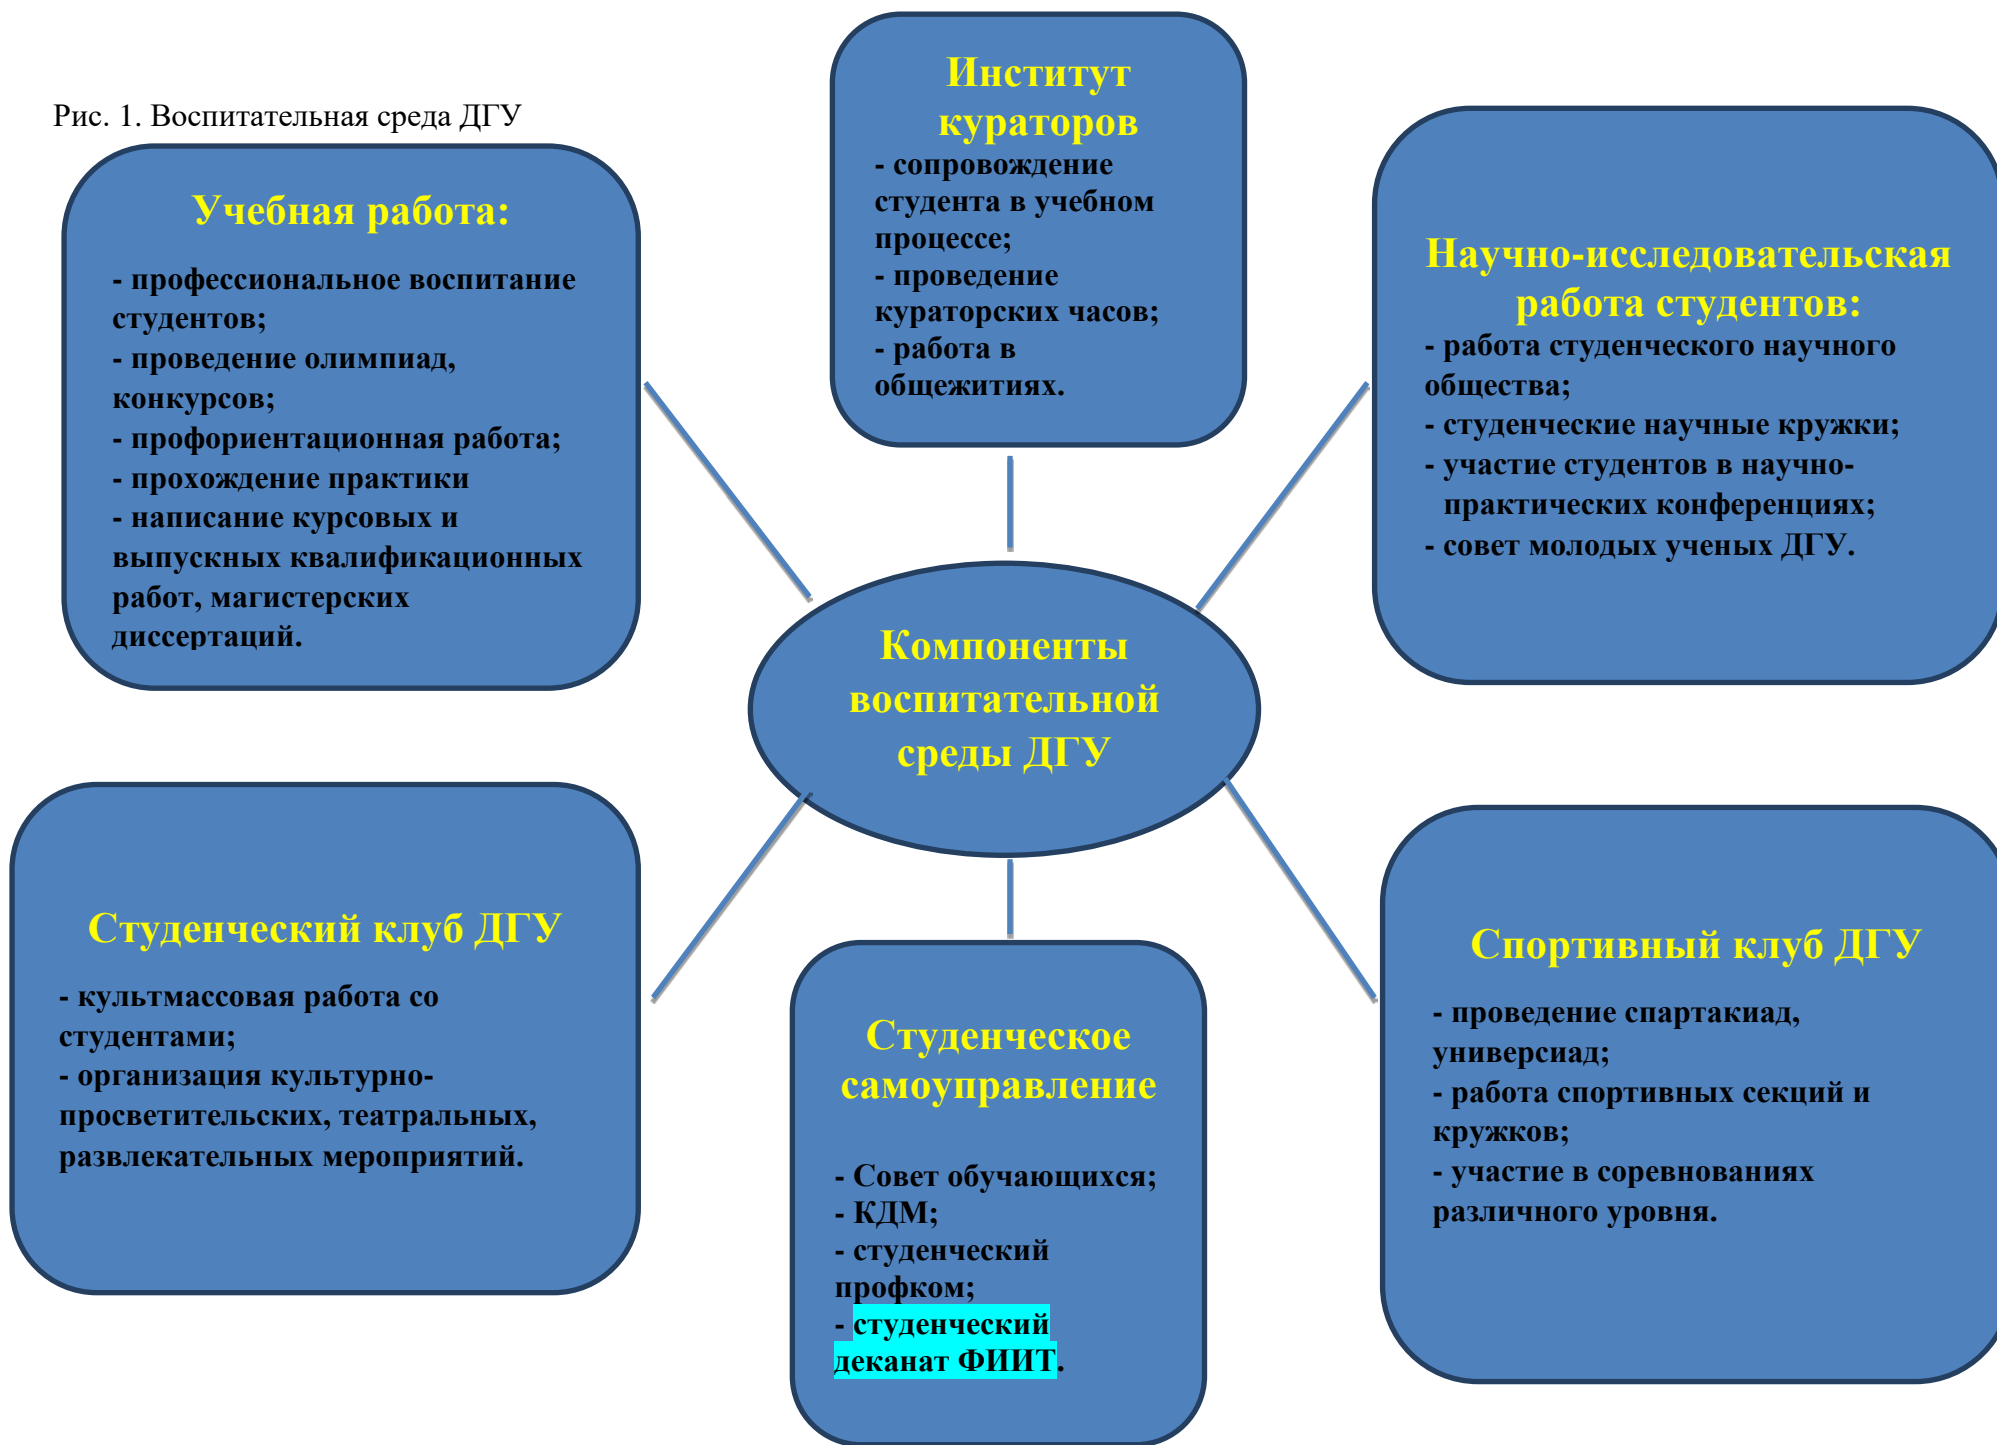 Рис. 1. Воспитательная среда ДГУ
Институт
кураторов
- сопровождение
студента в учебном
процессе;
- проведение
кураторских часов;
- работа в
общежитиях.
Учебная работа:
- профессиональное воспитание
студентов;
- проведение олимпиад,
конкурсов;
- профориентационная работа;
- прохождение практики
- написание курсовых и
выпускных квалификационных
работ, магистерских
диссертаций.
Научно-исследовательская
работа студентов:
- работа студенческого научного
общества;
- студенческие научные кружки;
- участие студентов в научно-
практических конференциях;
- совет молодых ученых ДГУ.
Компоненты
воспитательной
среды ДГУ
Студенческий клуб ДГУ
- культмассовая работа со
студентами;
- организация культурно-
просветительских, театральных,
развлекательных мероприятий.
Студенческое
самоуправление
- Совет обучающихся;
- КДМ;
- студенческий
профком;
- студенческий
деканат ФИИТ.
Спортивный клуб ДГУ
- проведение спартакиад,
универсиад;
- работа спортивных секций и
кружков;
- участие в соревнованиях
различного уровня.